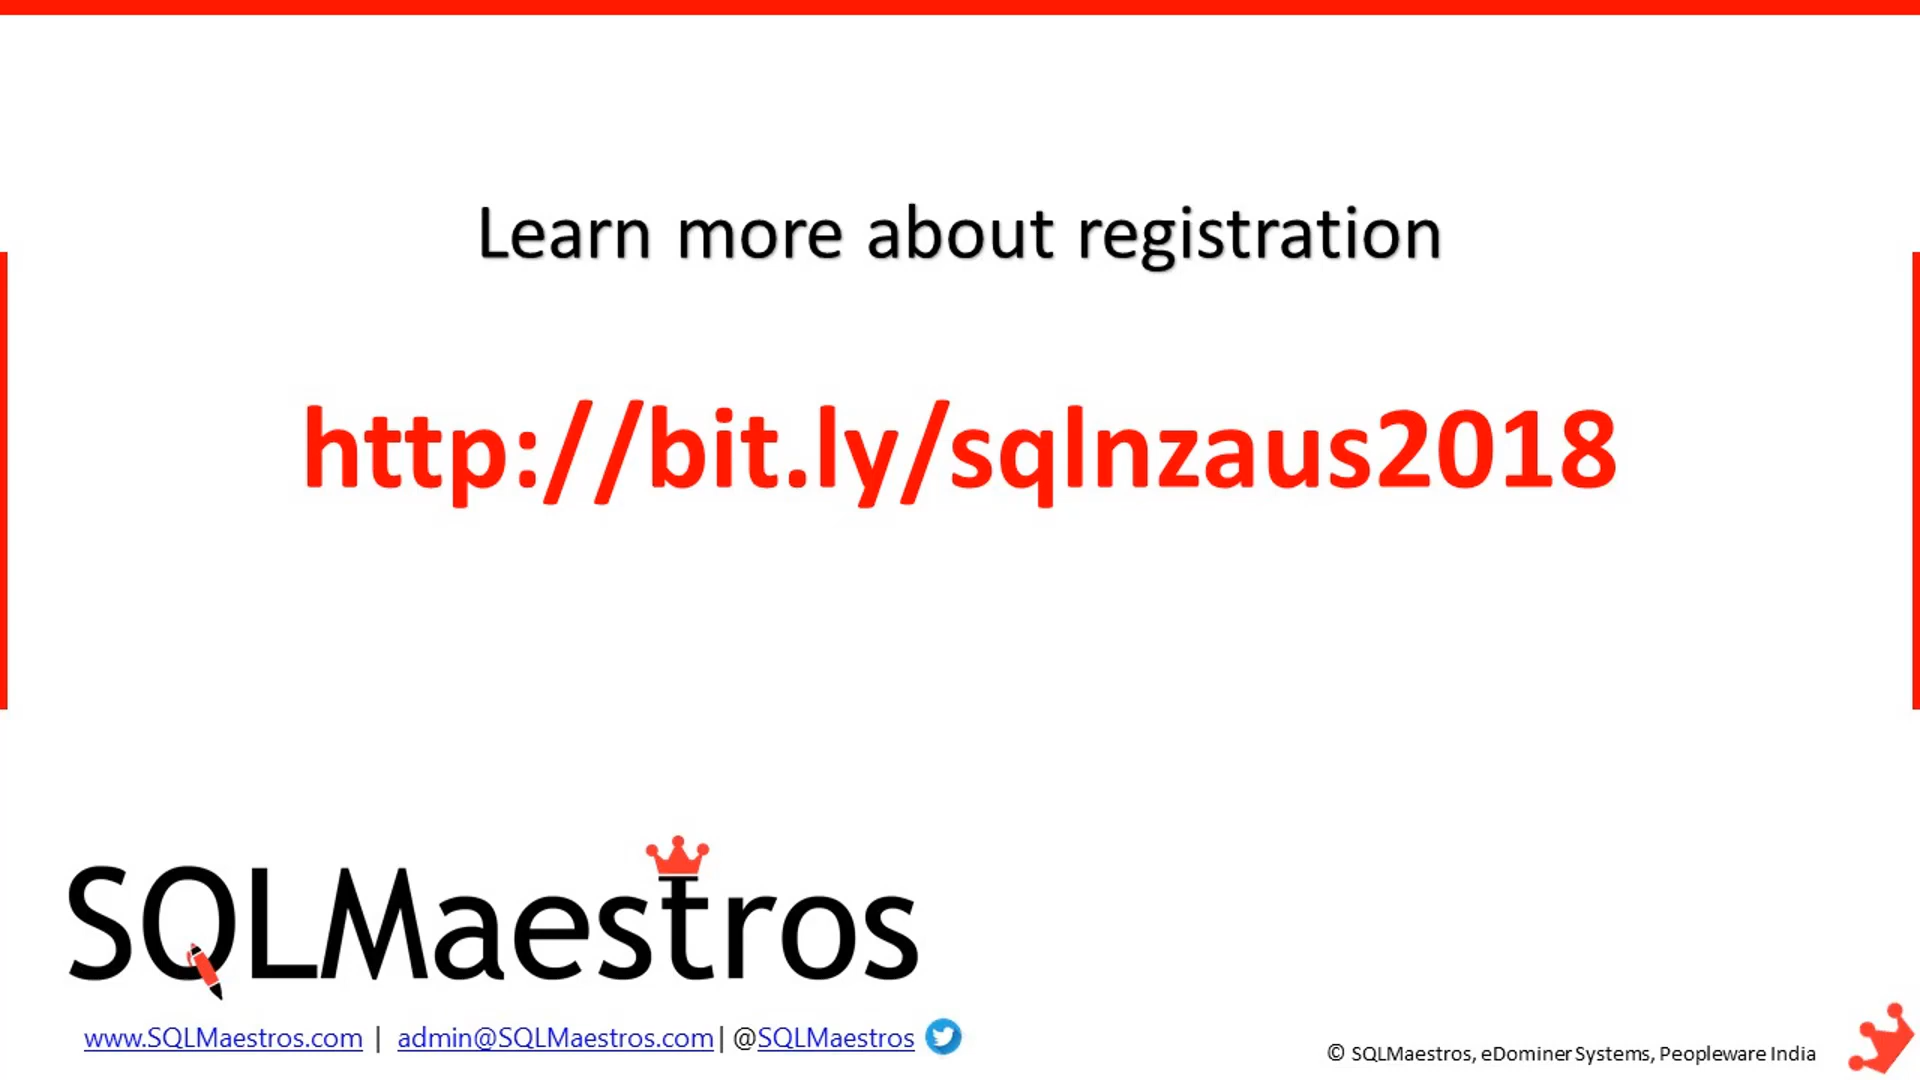 Learn more about registration
http://bit.ly/sqlnzaus2018
SQLMaestros
www.SQLMaestros.com | admin@SQLMaestros.com| @SQLMaestros
© SQLMaestros, eDominer Systems, Peopleware India